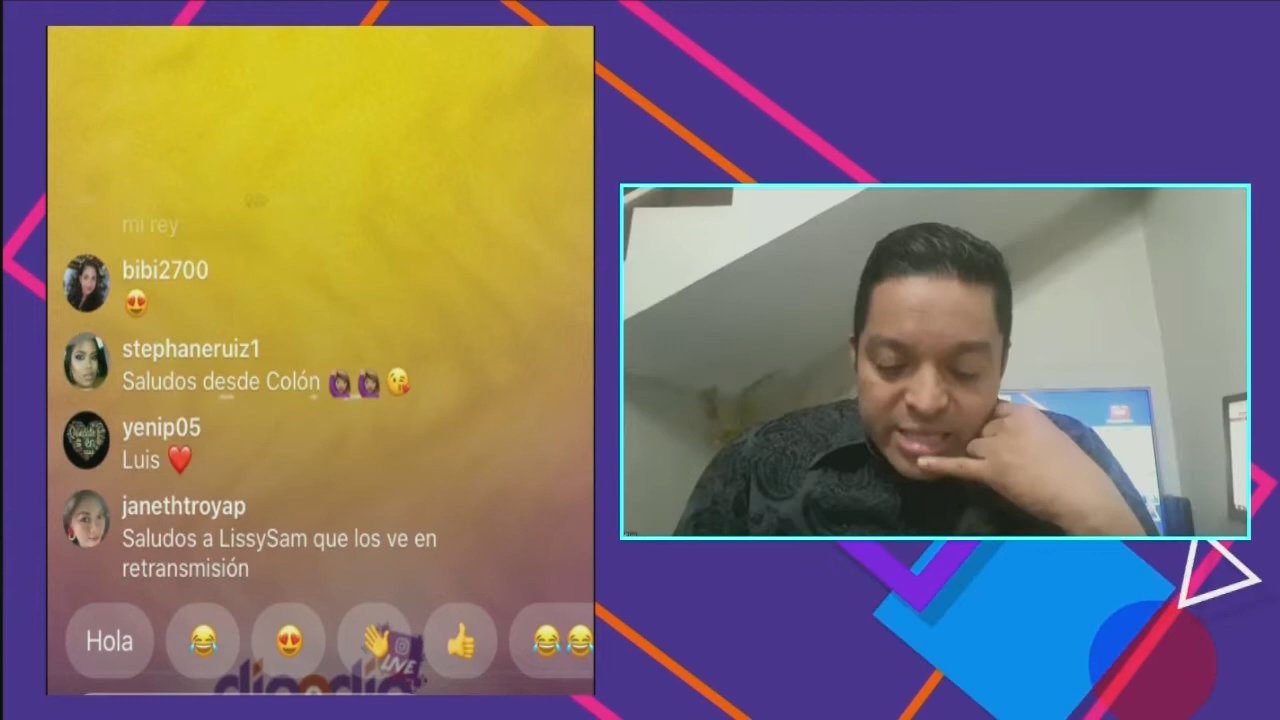 mi rey
bibi2700
😍
stephaneruiz1
Saludos desde Colón 🙋🏽‍♀️🙋🏽‍♀️😘
yenip05
Luis ❤️
janethtroyap
Saludos a LissySam que los ve en
retransmisión
Hola 😂 😍 👋 👍 😂😂
LIVE